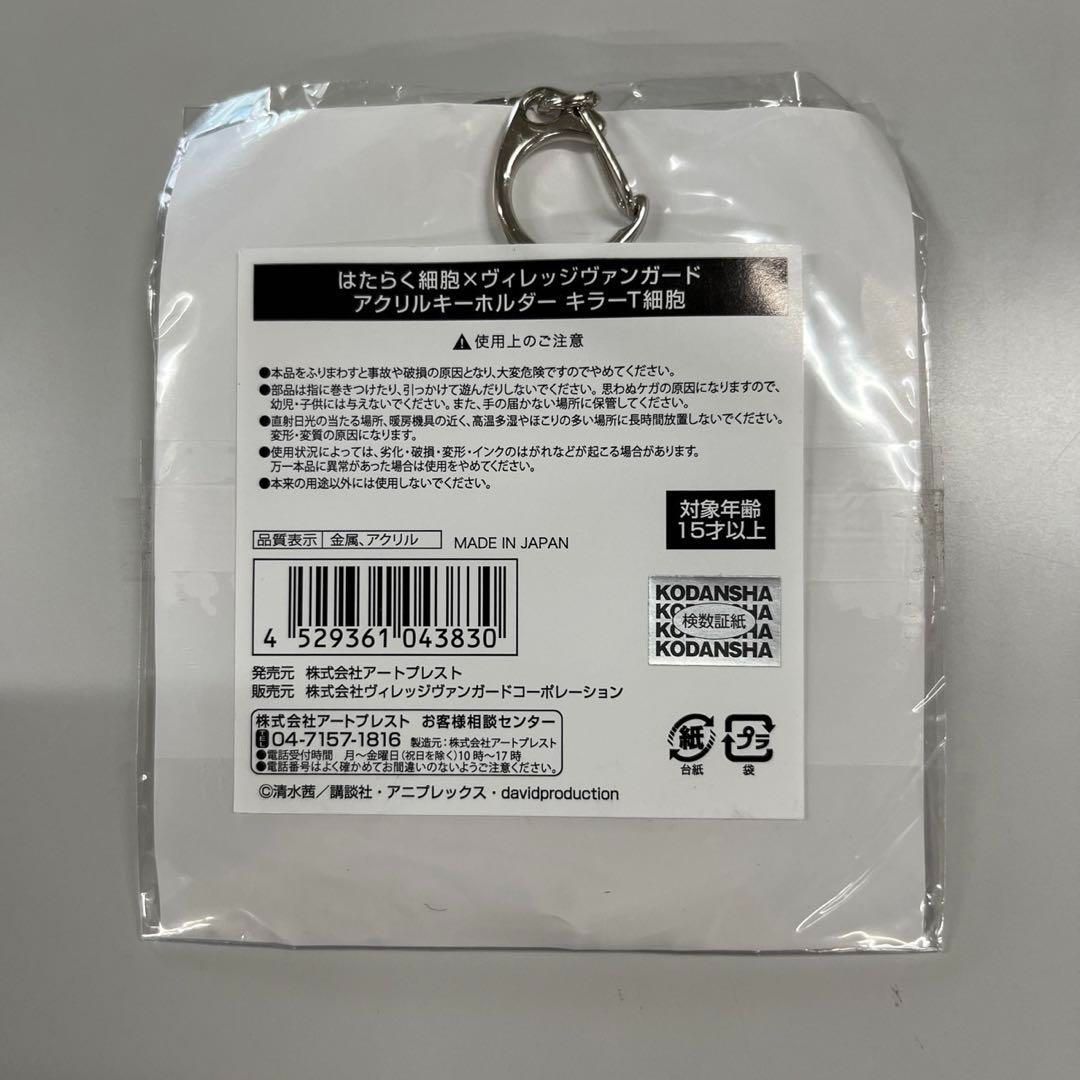 はたらく細胞×ヴィレッジヴァンガード
アクリルキーホルダー キラーT細胞
使用上のご注意
●本品をふりまわすと事故や破損の原因となり、大変危険ですのでやめてください。
●部品は指に巻きつけたり、引っかけて遊んだりしないでください。思わぬケガの原因になりますので、
幼児・子供には与えないでください。また、手の届かない場所に保管してください。
●直射日光の当たる場所、暖房機具の近く、高温多湿やほこりの多い場所に長時間放置しないでください。
変形・変質の原因になります。
●使用状況によっては、劣化・破損・変形・インクのはがれなどが起こる場合があります。
万一本品に異常があった場合は使用をやめてください。
●本来の用途以外には使用しないでください。
対象年齢
15才以上
品質表示 金属、アクリル MADE IN JAPAN
4 529361 043830
KODANSHA
KODANSHA
KODANSHA
KODANSHA
検数証紙
発売元 株式会社アートプレスト
販売元 株式会社ヴィレッジヴァンガードコーポレーション
株式会社アートプレスト お客様相談センター
TEL 04-7157-1816 製造元:株式会社アートプレスト
●電話受付時間 月〜金曜日(祝日を除く)10時〜17時
●電話番号はよく確かめてお間違いのないようご注意ください。
紙 プラ
台紙 袋
©清水茜/講談社・アニプレックス・davidproduction